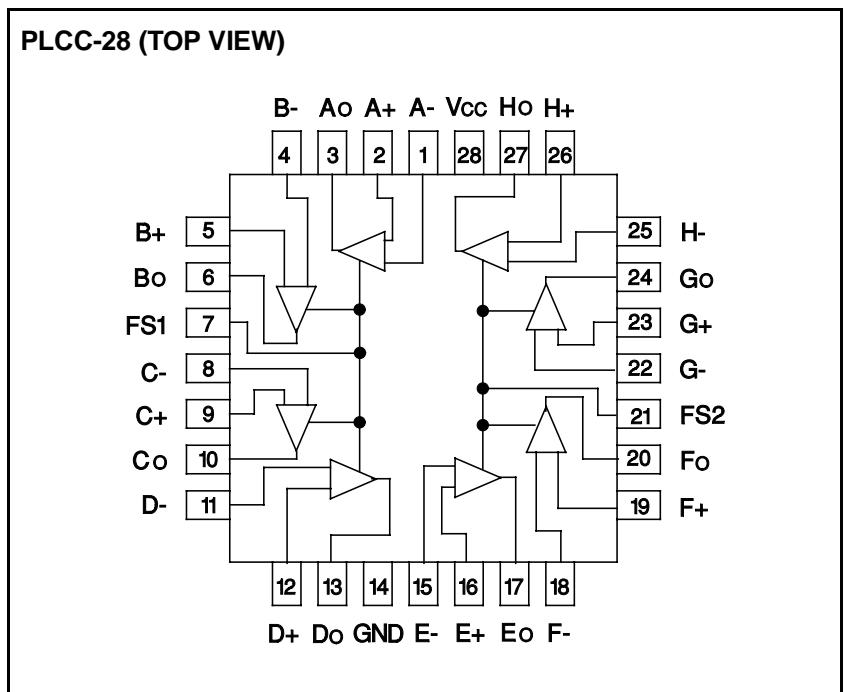 PLCC-28 (TOP VIEW)
B- Ao A+ A- Vcc Ho H+
4 3 2 1 28 27 26
B+ 5 25 H-
Bo 6 24 Go
FS1 7 23 G+
C- 8 22 G-
C+ 9 21 FS2
Co 10 20 Fo
D- 11 19 F+
12 13 14 15 16 17 18
D+ Do GND E- E+ Eo F-